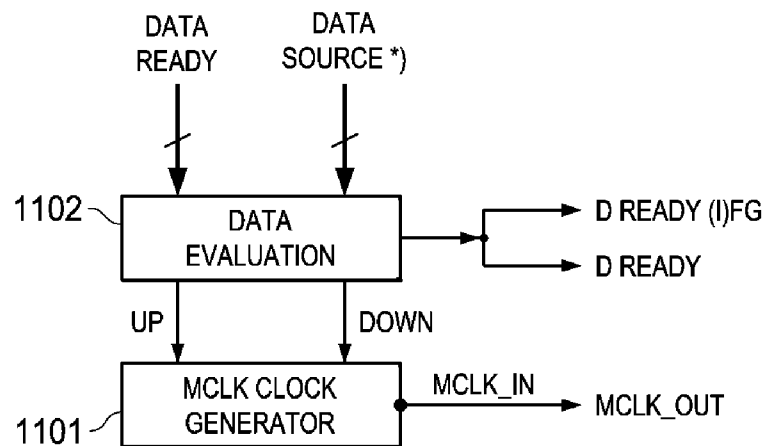 DATA
READY
DATA
SOURCE *)
1102
DATA
EVALUATION
D READY (I)FG
D READY
UP
DOWN
1101
MCLK CLOCK
GENERATOR
MCLK_IN
MCLK_OUT